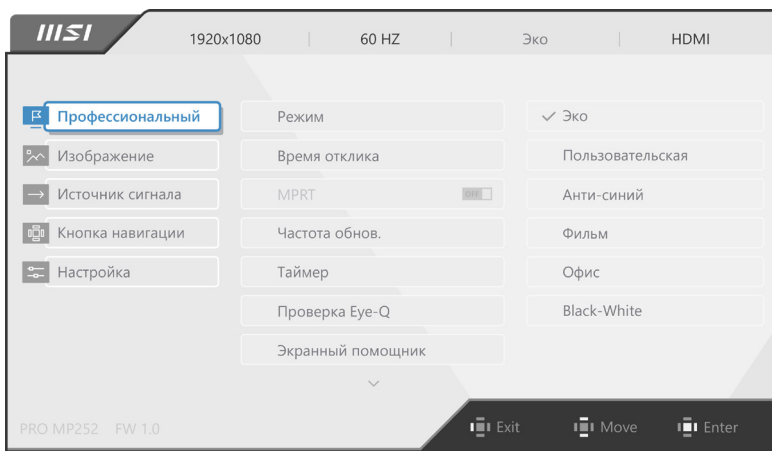 msi 1920x1080 60 HZ Эко HDMI
Профессиональный Режим Эко
Изображение Время отклика Пользовательская
Источник сигнала MPRT OFF Анти-синий
Кнопка навигации Частота обнов. Фильм
Настройка Таймер Офис
Проверка Eye-Q Black-White
Экранный помощник
PRO MP252 FW 1.0 Exit Move Enter